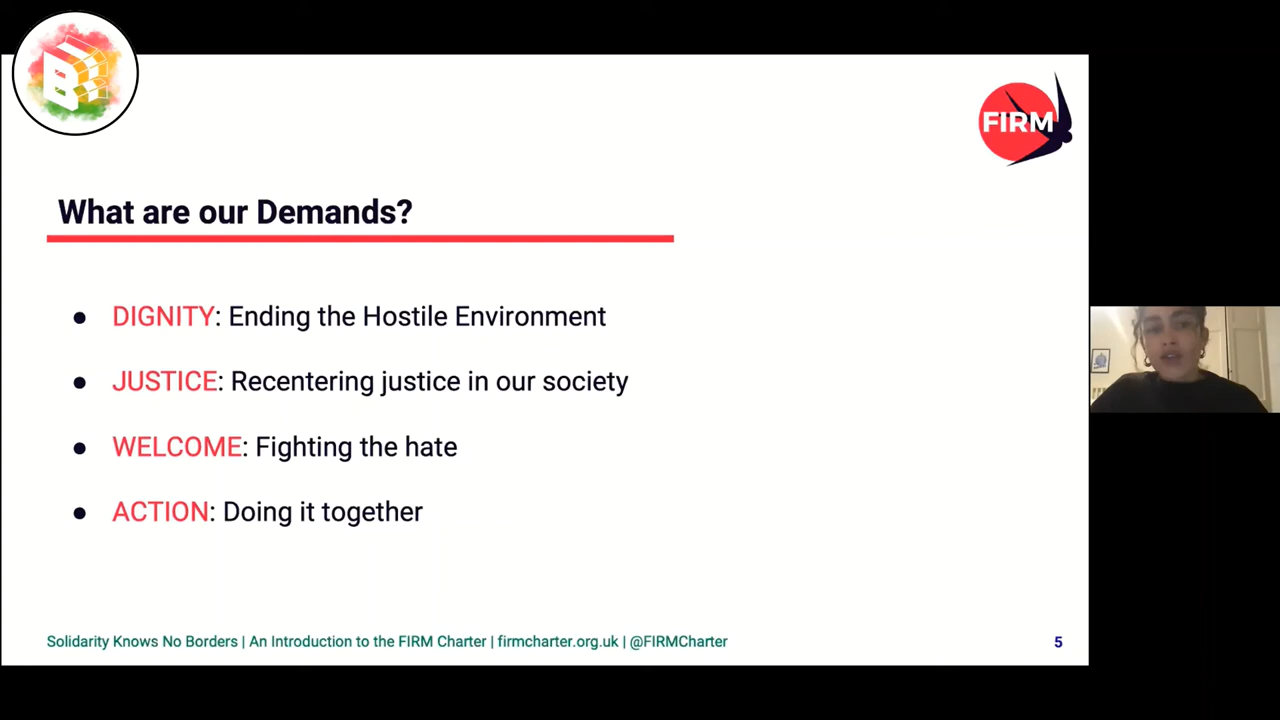 FIRM
What are our Demands?
● DIGNITY: Ending the Hostile Environment
● JUSTICE: Recentering justice in our society
● WELCOME: Fighting the hate
● ACTION: Doing it together
Solidarity Knows No Borders | An Introduction to the FIRM Charter | firmcharter.org.uk | @FIRMCharter
5